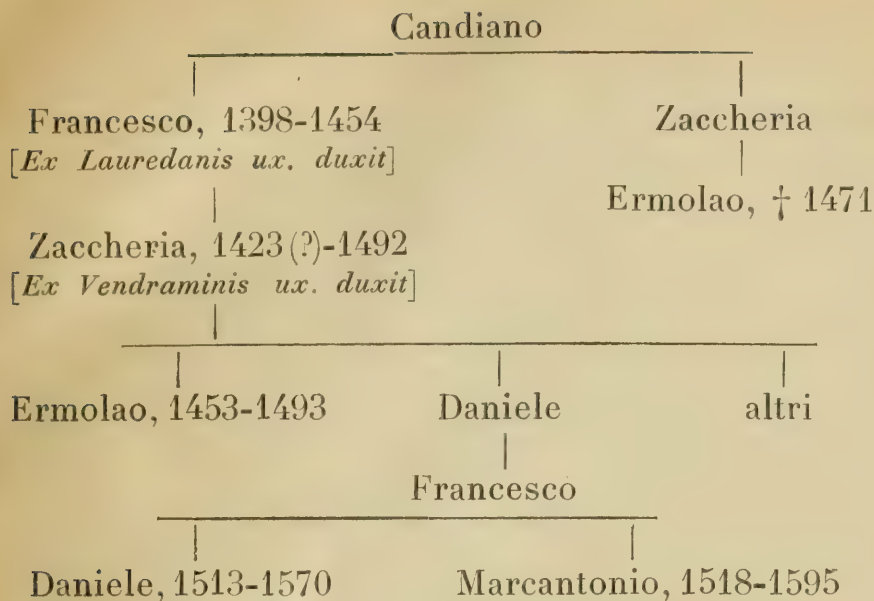 Candiano
Francesco, 1398-1454 Zaccheria
[Ex Lauredanis ux. duxit]
Ermolao, † 1471
Zaccheria, 1423(?)-1492
[Ex Vendraminis ux. duxit]
Ermolao, 1453-1493 Daniele altri
Francesco
Daniele, 1513-1570 Marcantonio, 1518-1595